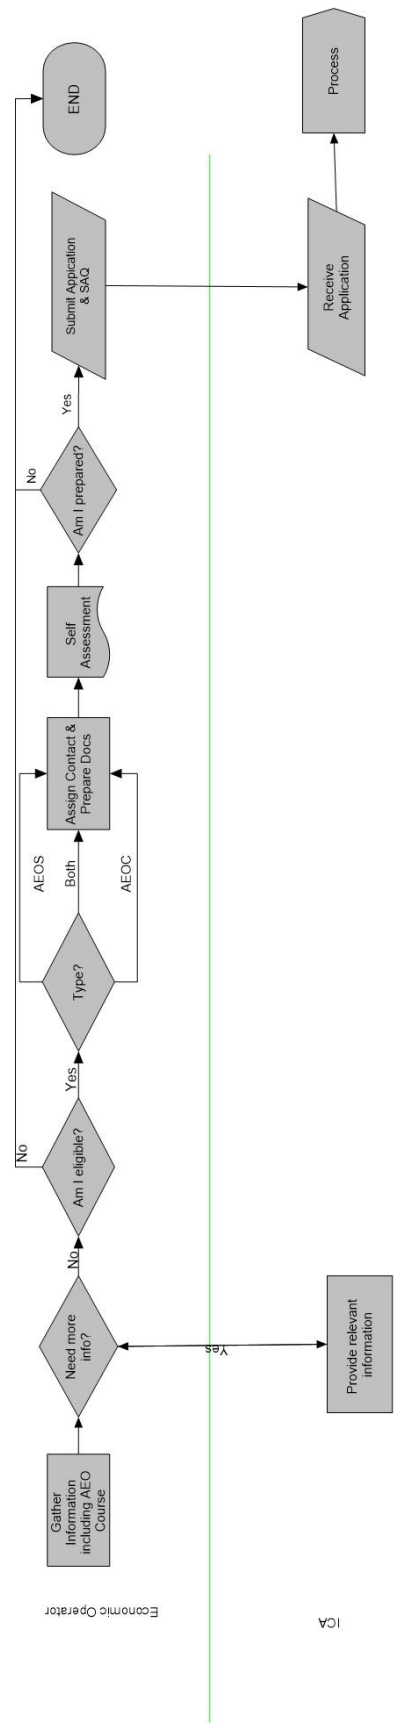 Economic Operator
Gather
Information
including AEO
Course
Need more
info?
No
Am I eligible?
No
Yes
Type?
AEOS
Both
AEOC
Assign Contact &
Prepare Docs
Self
Assessment
Am I prepared?
No
Yes
Submit Appication
& SAQ
END
ICA
Yes
Provide relevant
information
Receive
Application
Process